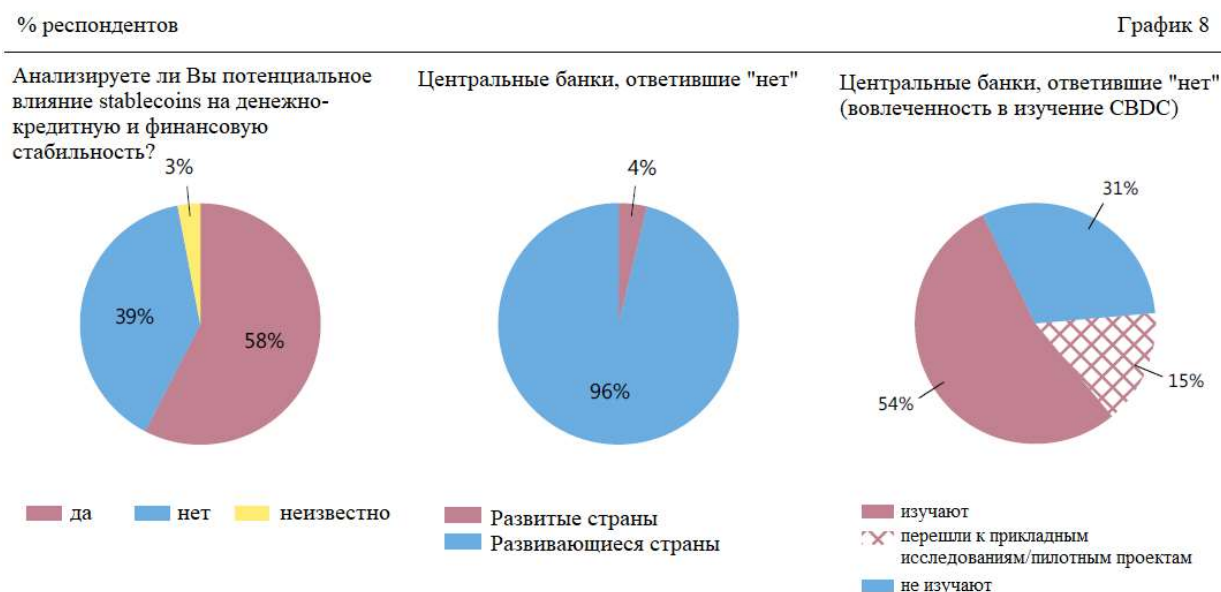 % респондентов
График 8
Анализируете ли Вы потенциальное
влияние stablecoins на денежно-
кредитную и финансовую
стабильность?
3%
39%
58%
да
нет
неизвестно
Центральные банки, ответившие "нет"
4%
96%
Развитые страны
Развивающиеся страны
Центральные банки, ответившие "нет"
(вовлеченность в изучение CBDC)
31%
15%
54%
изучают
перешли к прикладным
исследованиям/пилотным проектам
не изучают